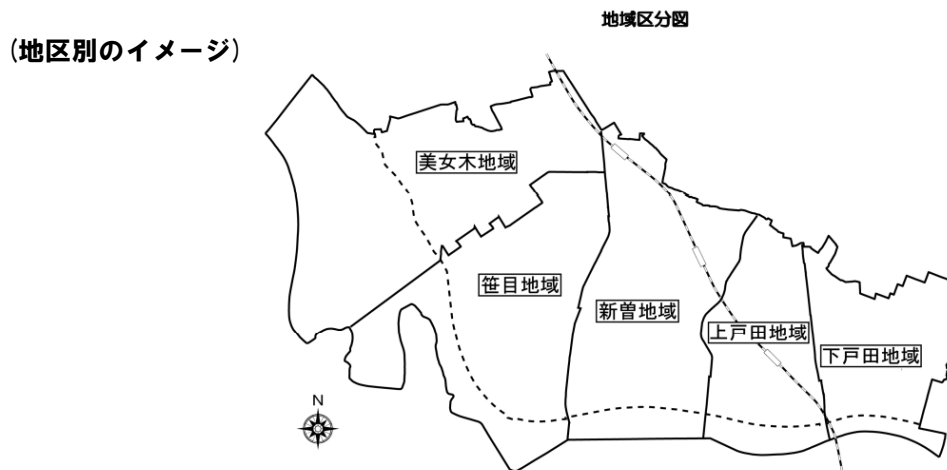 地域区分図
(地区別のイメージ)
美女木地域
笹目地域
新曽地域
上戸田地域
下戸田地域
N